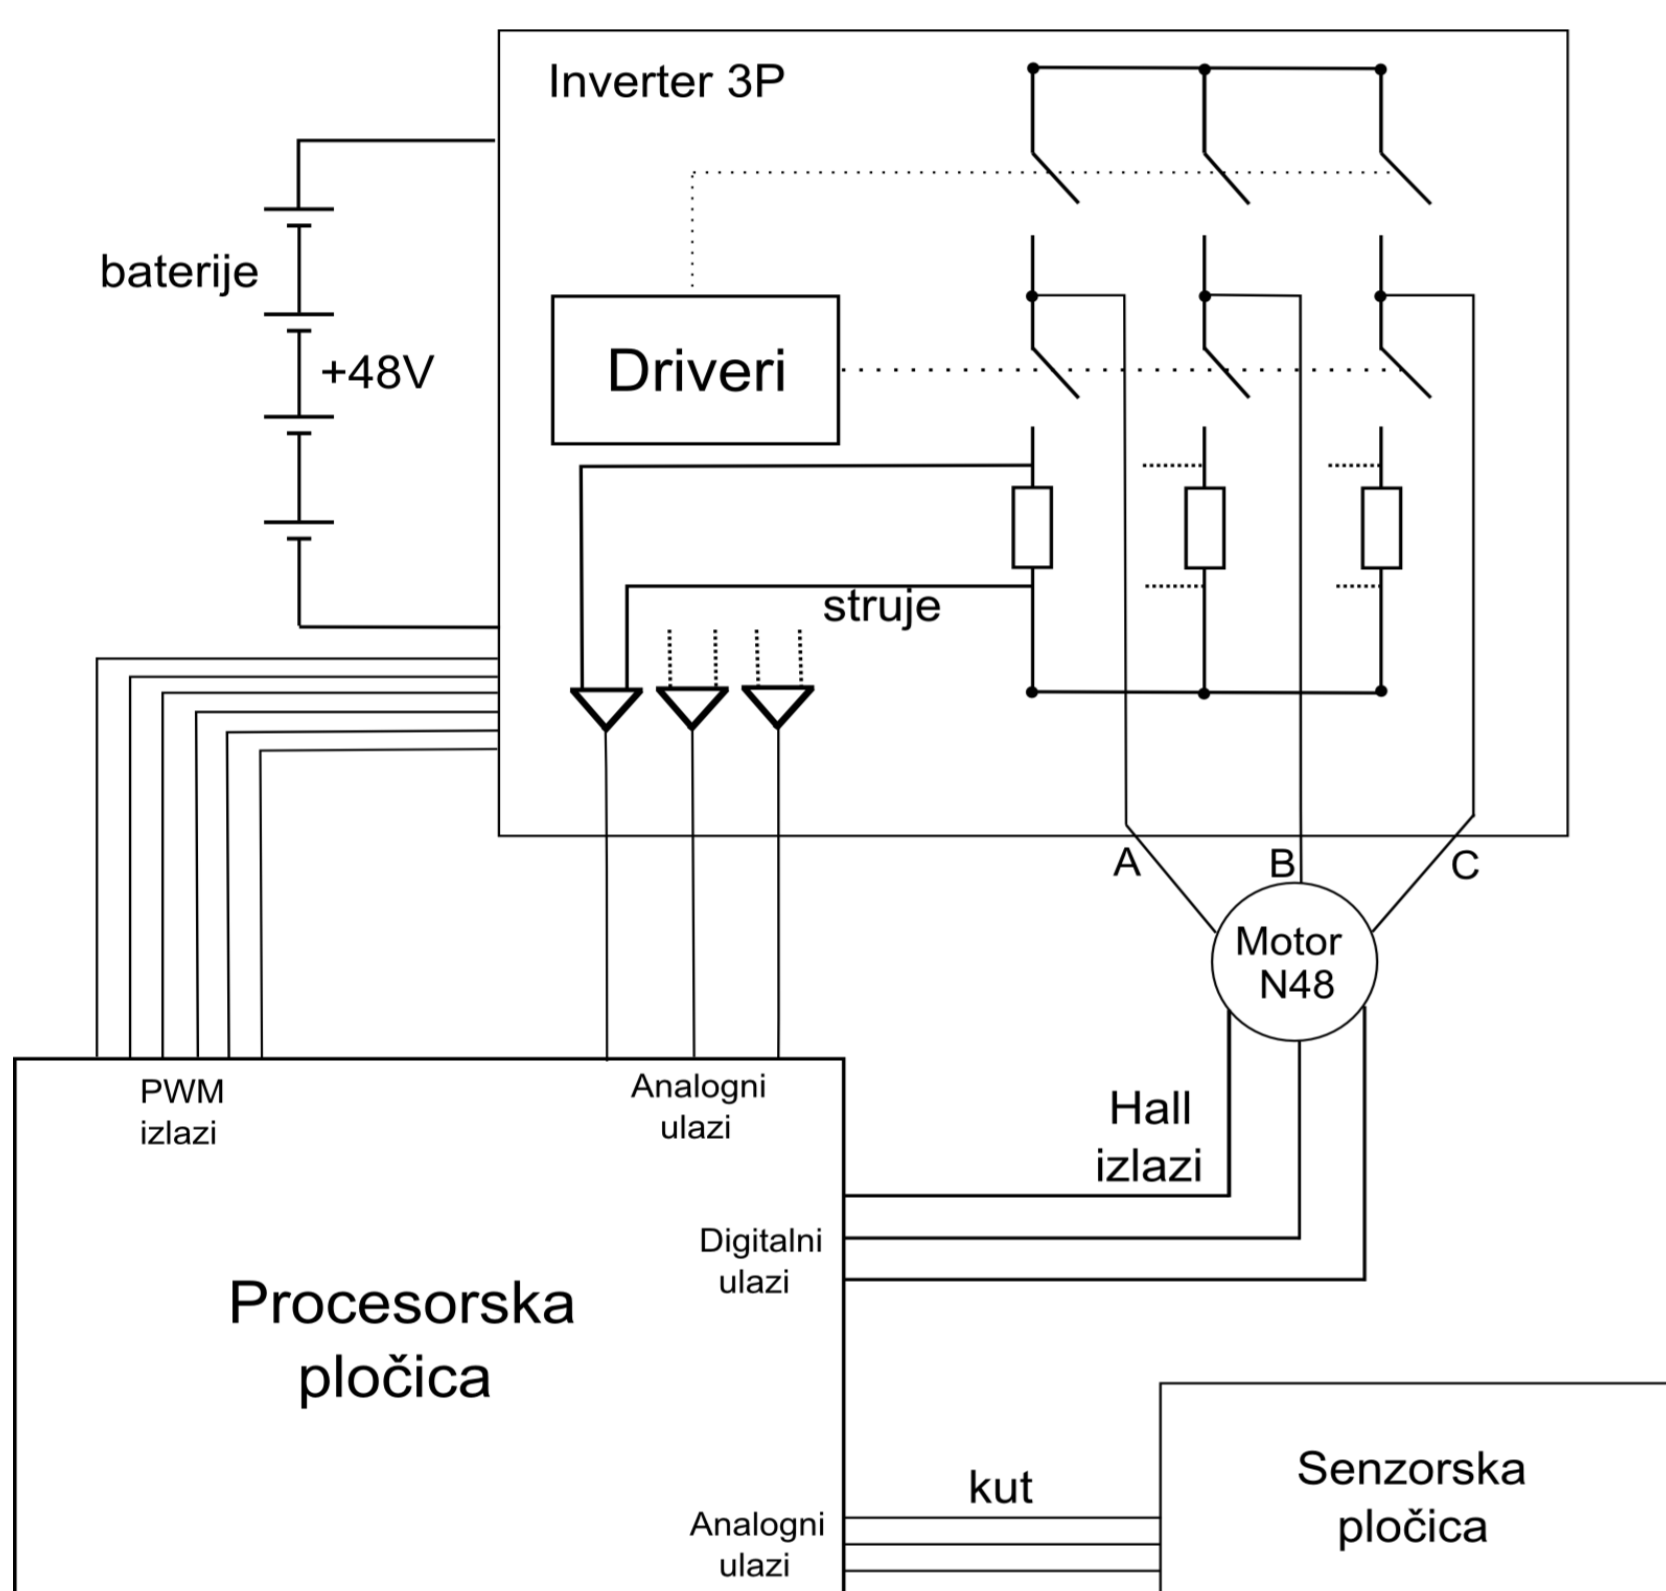 Inverter 3P
baterije
+48V
Driveri
struje
A
B
C
Motor
N48
PWM
izlazi
Analogni
ulazi
Hall
izlazi
Digitalni
ulazi
Procesorska
pločica
kut
Senzorska
pločica
Analogni
ulazi